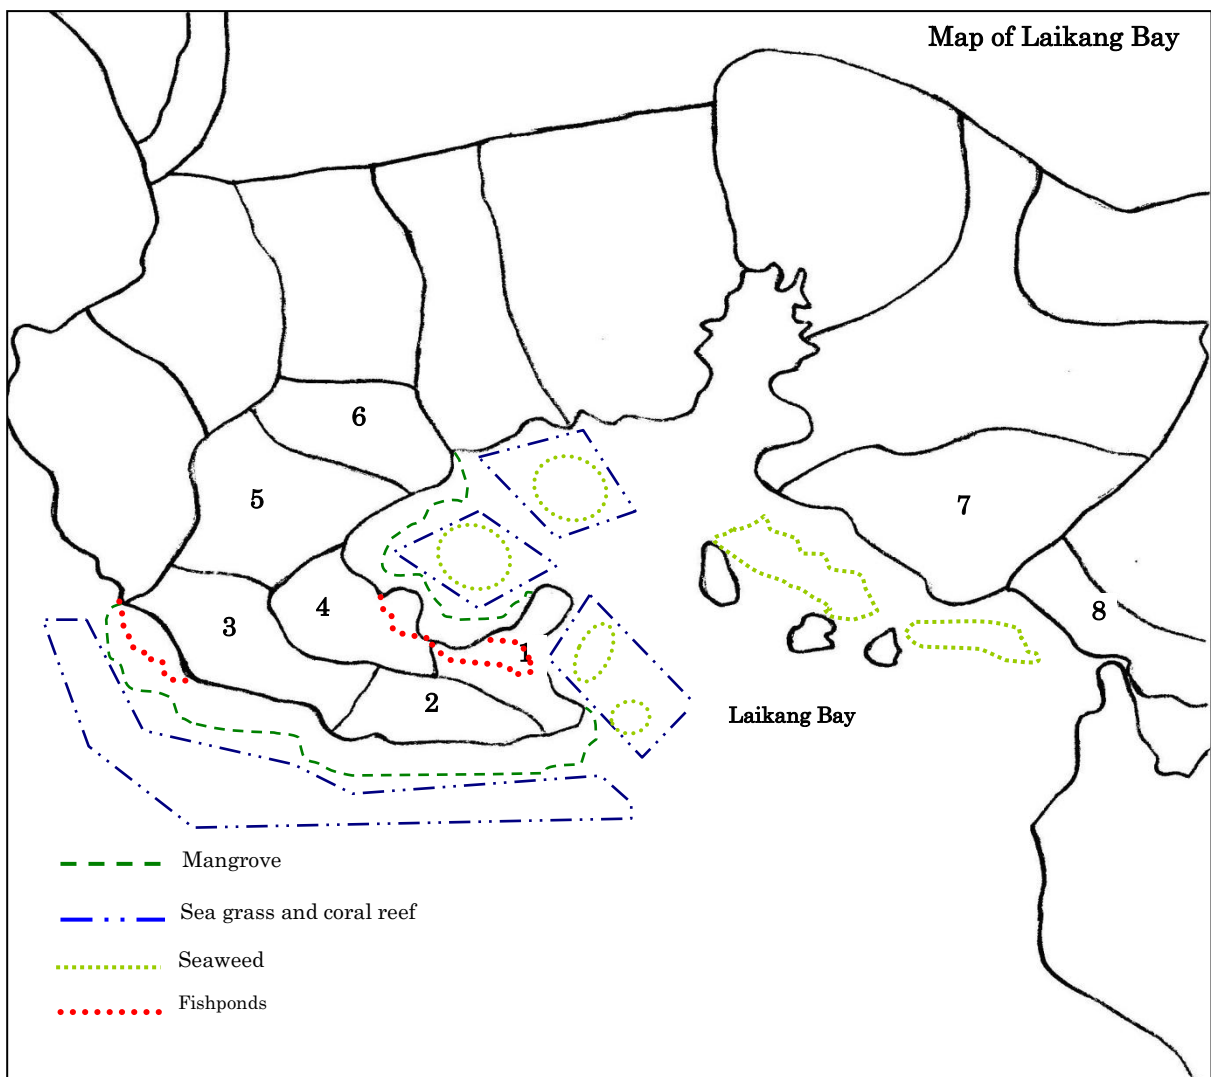 Map of Laikang Bay
6
5
7
4
8
3
1
2
Laikang Bay
Mangrove
Sea grass and coral reef
Seaweed
Fishponds